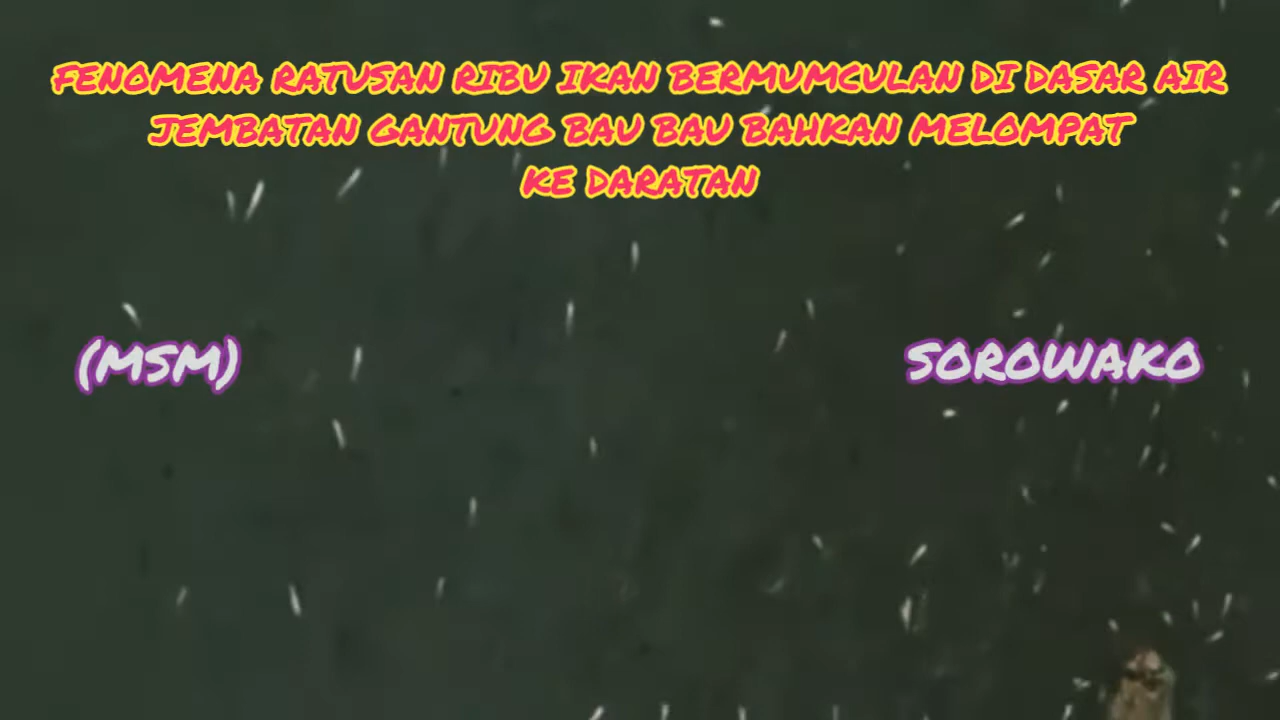 FENOMENA RATUSAN RIBU IKAN BERMUMCULAN DI DASAR AIR
JEMBATAN GANTUNG BAU BAU BAHKAN MELOMPAT
KE DARATAN
(MSM)
SOROWAKO